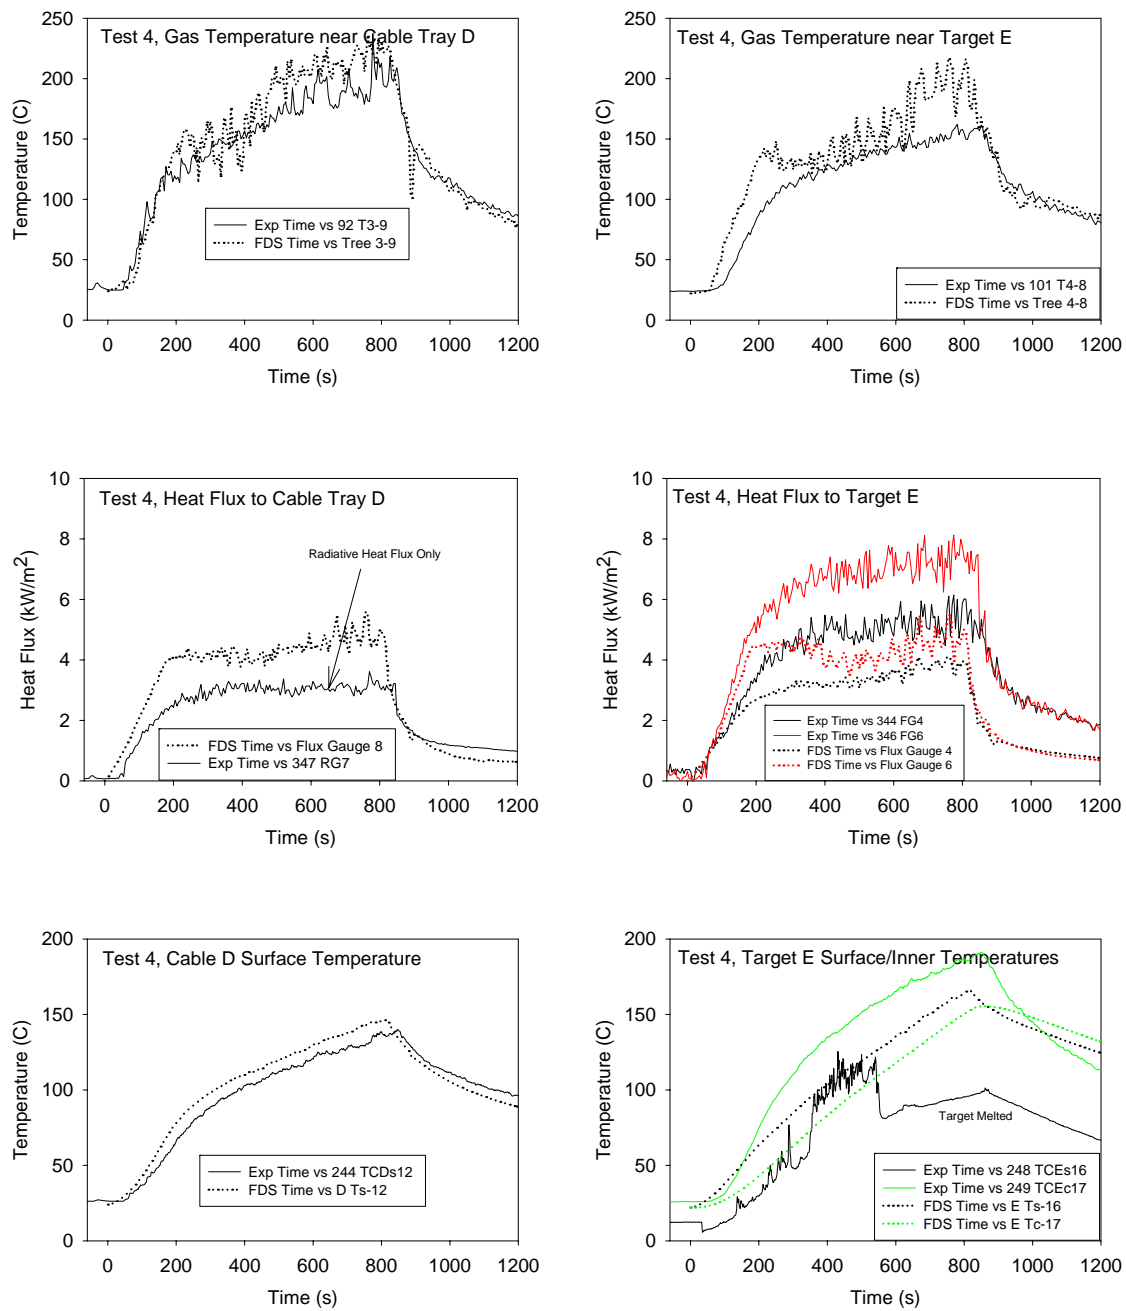 Test 4, Gas Temperature near Cable Tray D
Temperature (C)
250
200
150
100
50
0
Exp Time vs 92 T3-9
FDS Time vs Tree 3-9
0 200 400 600 800 1000 1200
Time (s)
Test 4, Gas Temperature near Target E
Temperature (C)
250
200
150
100
50
0
Exp Time vs 101 T4-8
FDS Time vs Tree 4-8
0 200 400 600 800 1000 1200
Time (s)
Test 4, Heat Flux to Cable Tray D
Heat Flux (kW/m2)
10
8
6
4
2
0
Radiative Heat Flux Only
FDS Time vs Flux Gauge 8
Exp Time vs 347 RG7
0 200 400 600 800 1000 1200
Time (s)
Test 4, Heat Flux to Target E
Heat Flux (kW/m2)
10
8
6
4
2
0
Exp Time vs 344 FG4
Exp Time vs 346 FG6
FDS Time vs Flux Gauge 4
FDS Time vs Flux Gauge 6
0 200 400 600 800 1000 1200
Time (s)
Test 4, Cable D Surface Temperature
Temperature (C)
200
150
100
50
0
Exp Time vs 244 TCDs12
FDS Time vs D Ts-12
0 200 400 600 800 1000 1200
Time (s)
Test 4, Target E Surface/Inner Temperatures
Temperature (C)
200
150
100
50
0
Target Melted
Exp Time vs 248 TCEs16
Exp Time vs 249 TCEc17
FDS Time vs E Ts-16
FDS Time vs E Tc-17
0 200 400 600 800 1000 1200
Time (s)